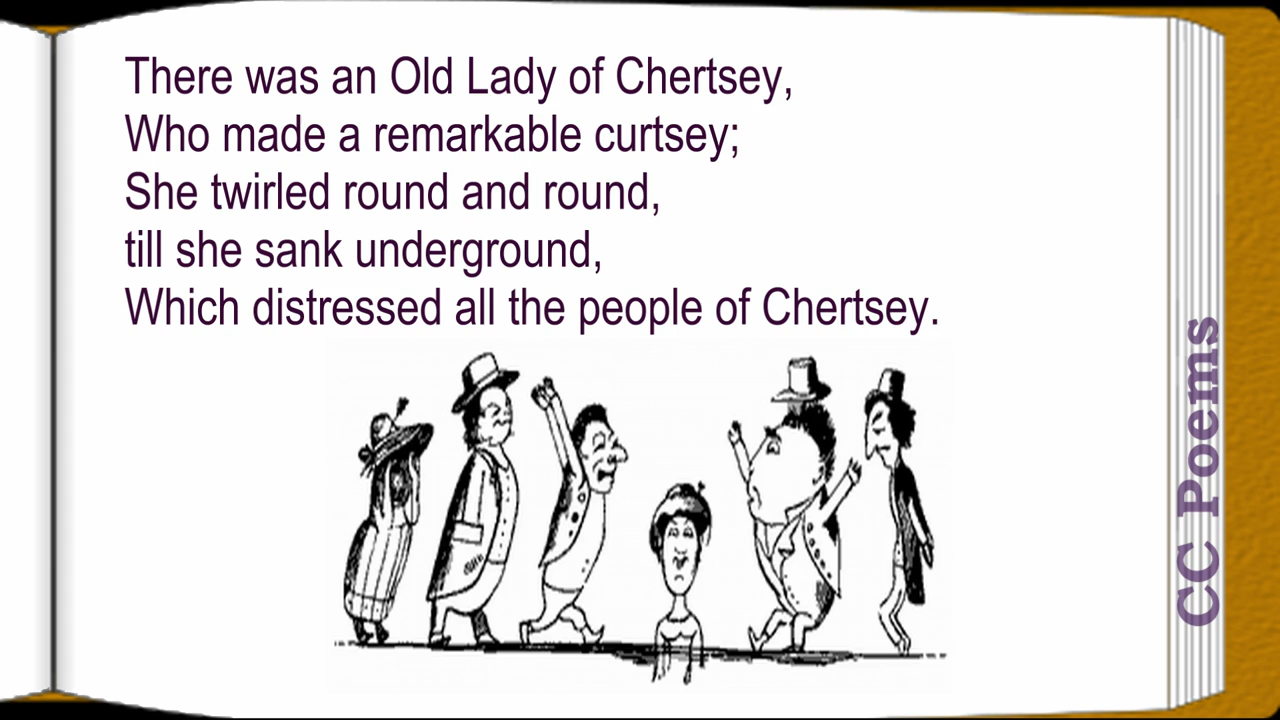 There was an Old Lady of Chertsey,
Who made a remarkable curtsey;
She twirled round and round,
till she sank underground,
Which distressed all the people of Chertsey.
CC Poems